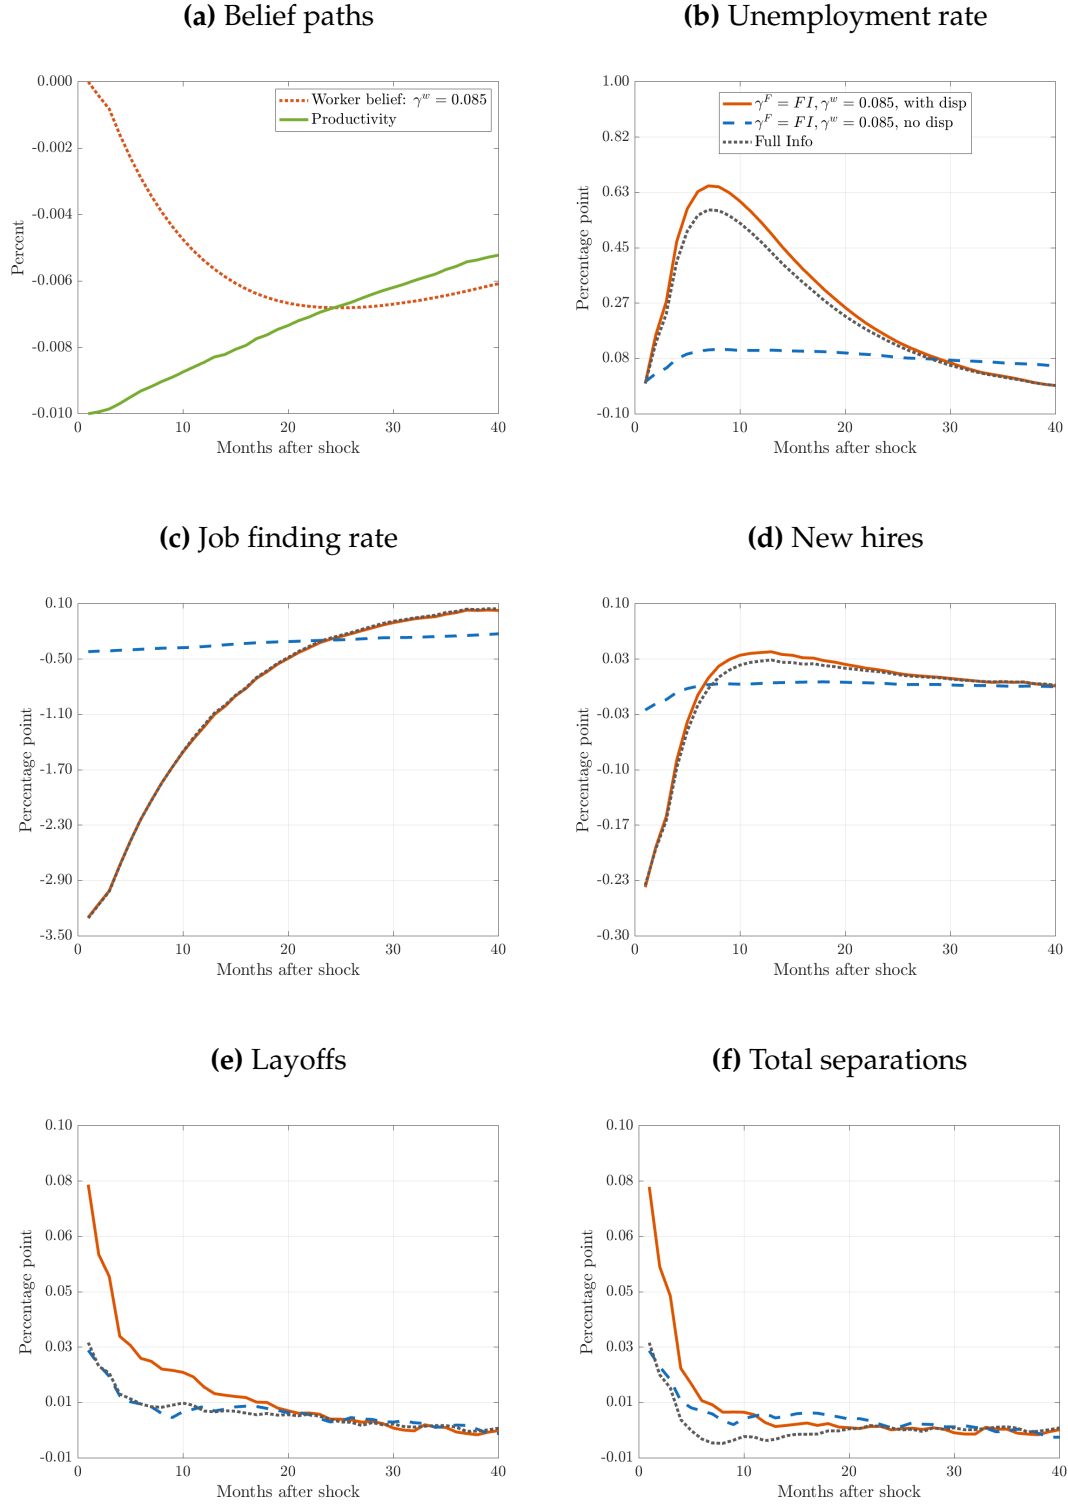 (a) Belief paths
0.000
-0.002
-0.004
-0.006
-0.008
-0.010
Percent
Worker belief: γ^w = 0.085
Productivity
0 10 20 30 40
Months after shock
(b) Unemployment rate
1.00
0.82
0.63
0.45
0.27
0.08
-0.10
Percentage point
γ^F = FI, γ^w = 0.085, with disp
γ^F = FI, γ^w = 0.085, no disp
Full Info
0 10 20 30 40
Months after shock
(c) Job finding rate
0.10
-0.50
-1.10
-1.70
-2.30
-2.90
-3.50
Percentage point
0 10 20 30 40
Months after shock
(d) New hires
0.10
0.03
-0.03
-0.10
-0.17
-0.23
-0.30
Percentage point
0 10 20 30 40
Months after shock
(e) Layoffs
0.10
0.08
0.06
0.05
0.03
0.01
-0.01
Percentage point
0 10 20 30 40
Months after shock
(f) Total separations
0.10
0.08
0.06
0.05
0.03
0.01
-0.01
Percentage point
0 10 20 30 40
Months after shock